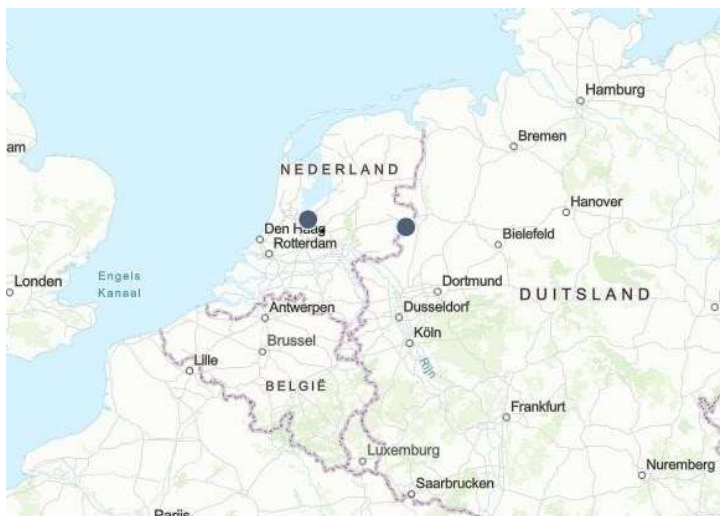 Hamburg
am
Bremen
NEDERLAND
Hanover
Den Haag
Bielefeld
Rotterdam
Engels
Kanaal
Londen
Dortmund
DUITSLAND
Antwerpen
Dusseldorf
Köln
Brussel
Lille
Rijn
BELGIË
Frankfurt
Luxemburg
Nuremberg
Saarbrucken
Parijs